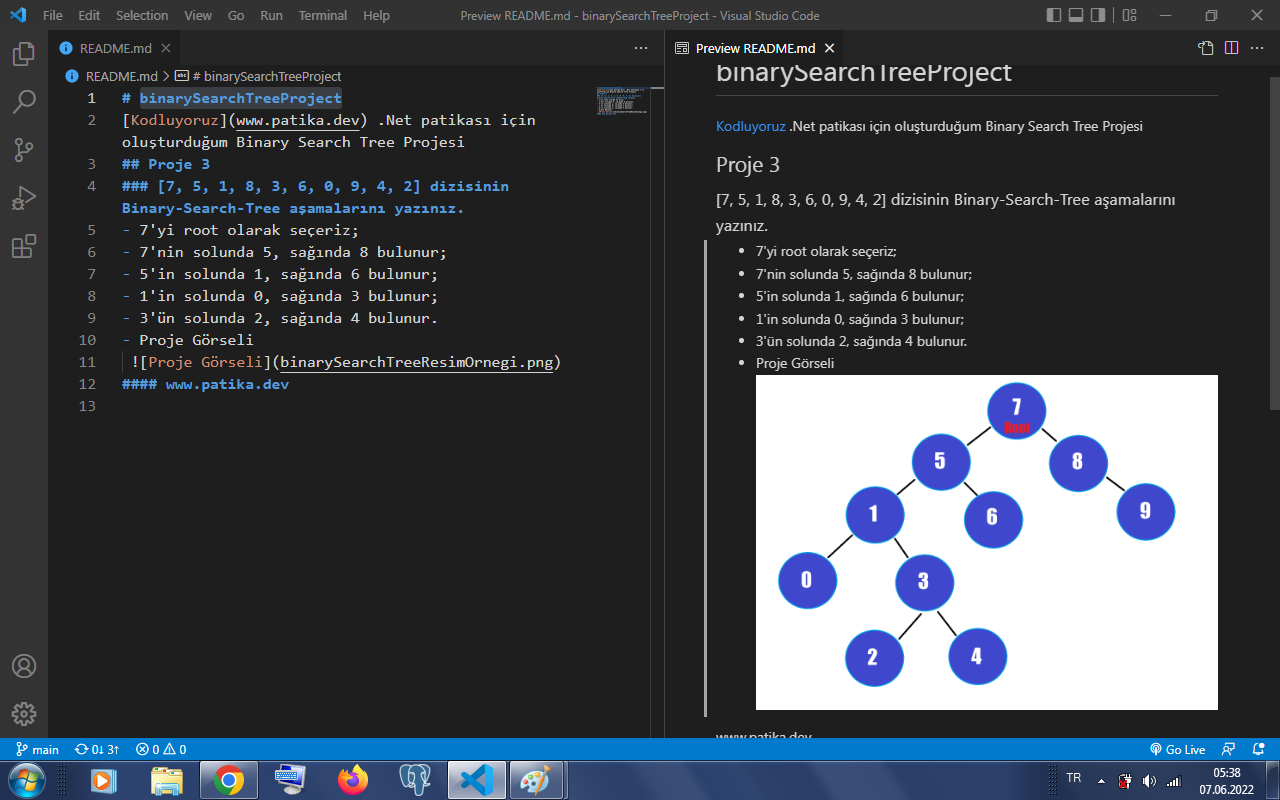 File Edit Selection View Go Run Terminal Help Preview README.md - binarySearchTreeProject - Visual Studio Code
README.md
README.md > # binarySearchTreeProject
1 # binarySearchTreeProject
2 [Kodluyoruz](www.patika.dev) .Net patikası için
oluşturduğum Binary Search Tree Projesi
3 ## Proje 3
4 ### [7, 5, 1, 8, 3, 6, 0, 9, 4, 2] dizisinin
Binary-Search-Tree aşamalarını yazınız.
5 - 7'yi root olarak seçeriz;
6 - 7'nin solunda 5, sağında 8 bulunur;
7 - 5'in solunda 1, sağında 6 bulunur;
8 - 1'in solunda 0, sağında 3 bulunur;
9 - 3'ün solunda 2, sağında 4 bulunur.
10 - Proje Görseli
11 ![Proje Görseli](binarySearchTreeResimOrnegi.png)
12 #### www.patika.dev
13
Preview README.md
binarySearchTreeProject
Kodluyoruz .Net patikası için oluşturduğum Binary Search Tree Projesi
Proje 3
[7, 5, 1, 8, 3, 6, 0, 9, 4, 2] dizisinin Binary-Search-Tree aşamalarını
yazınız.
• 7'yi root olarak seçeriz;
• 7'nin solunda 5, sağında 8 bulunur;
• 5'in solunda 1, sağında 6 bulunur;
• 1'in solunda 0, sağında 3 bulunur;
• 3'ün solunda 2, sağında 4 bulunur.
• Proje Görseli
7
Root
5 8
1 6 9
0 3
2 4
www.patika.dev
main 0↓ 3↑ 0 0 Go Live
TR 05:38
07.06.2022